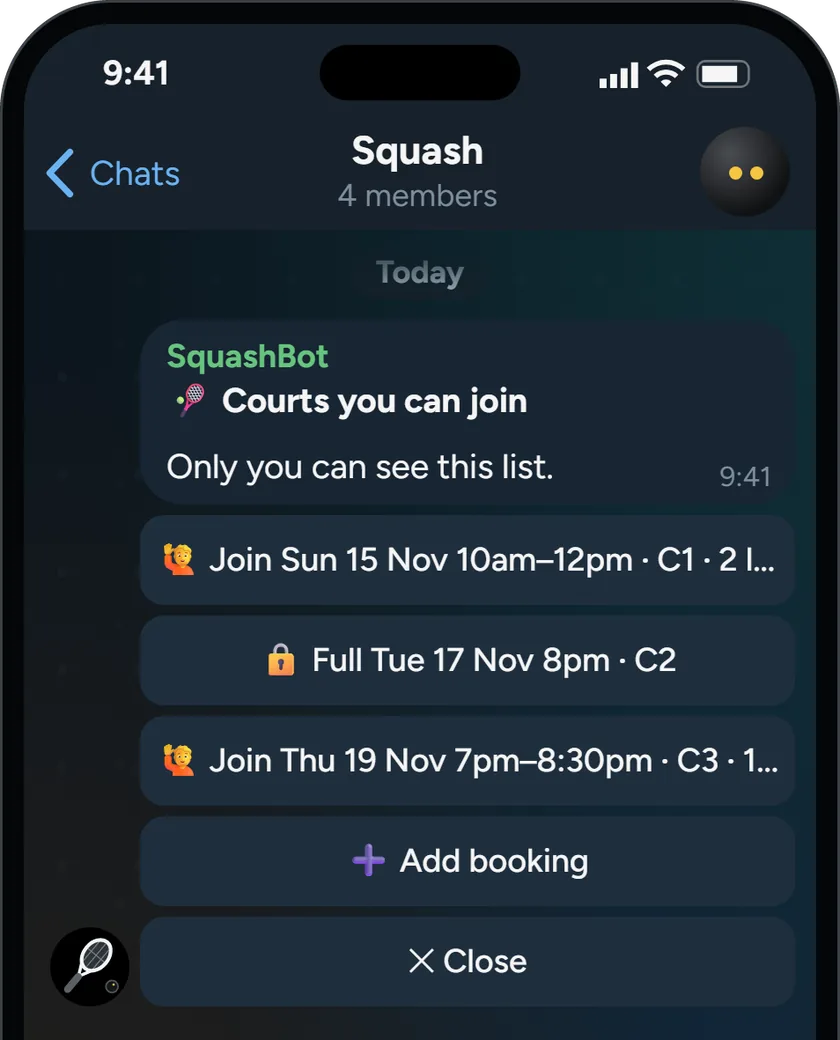 9:41
Chats
Squash
4 members
Today
SquashBot
Courts you can join
Only you can see this list.
9:41
Join Sun 15 Nov 10am–12pm · C1 · 2 l...
Full Tue 17 Nov 8pm · C2
Join Thu 19 Nov 7pm–8:30pm · C3 · 1...
Add booking
Close